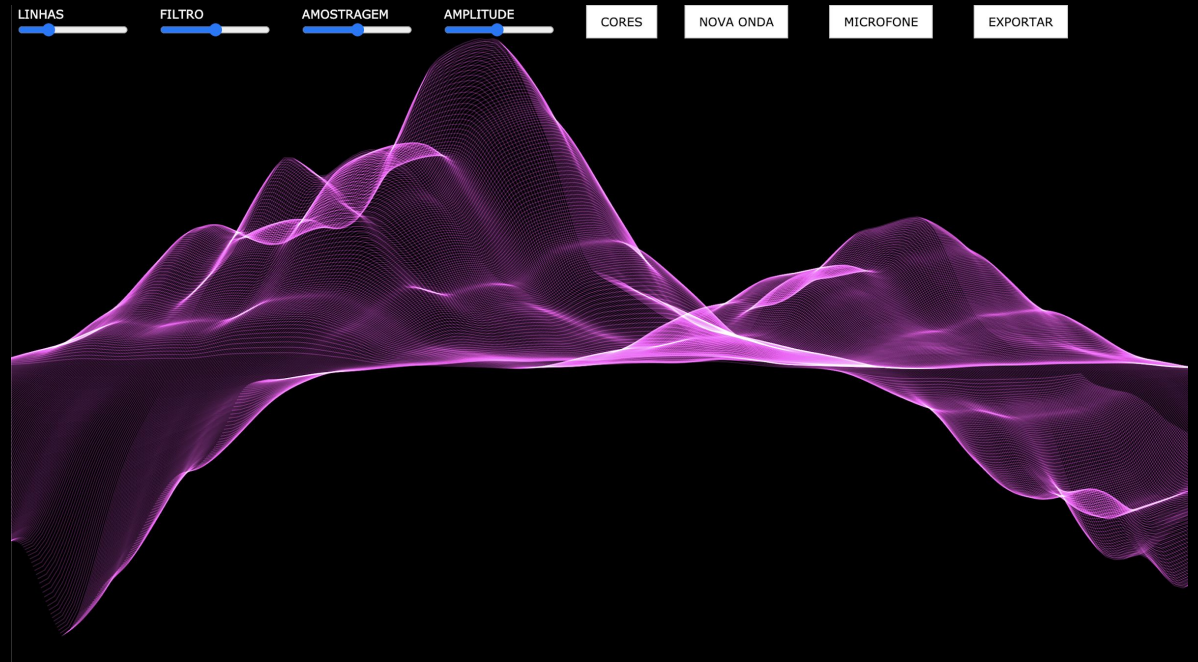 LINHAS
FILTRO
AMOSTRAGEM
AMPLITUDE
CORES
NOVA ONDA
MICROFONE
EXPORTAR